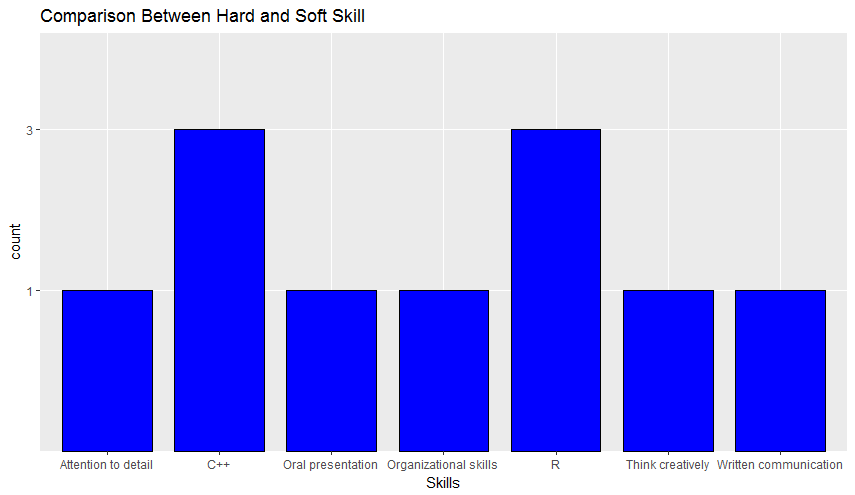 Comparison Between Hard and Soft Skill
count
3
1
Attention to detail
C++
Oral presentation
Organizational skills
R
Think creatively
Written communication
Skills